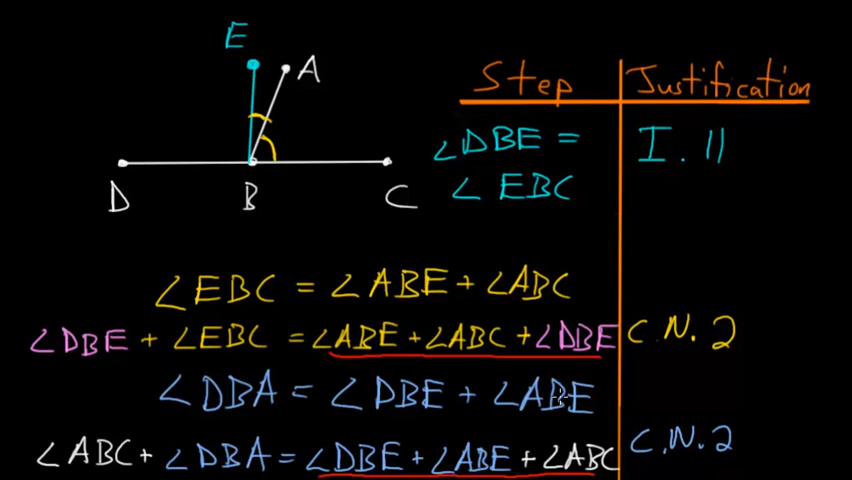 E
A
D B C
Step Justification
∠DBE = I. 11
∠EBC
∠EBC = ∠ABE + ∠ABC
∠DBE + ∠EBC = ∠ABE + ∠ABC + ∠DBE C.N.2
∠DBA = ∠DBE + ∠ABE
∠ABC + ∠DBA = ∠DBE + ∠ABE + ∠ABC C.N.2